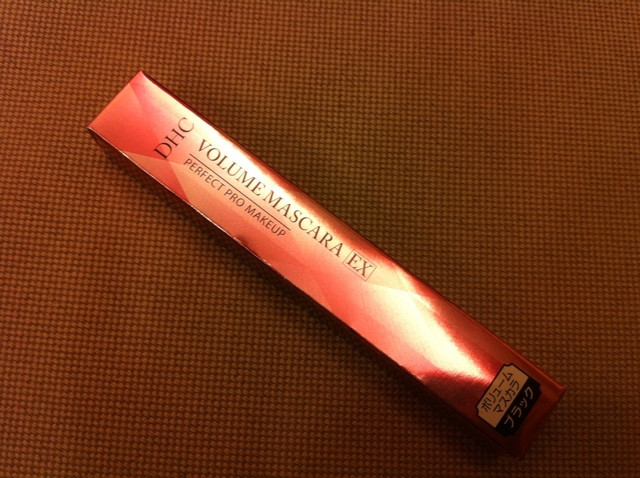 DHC
VOLUME MASCARA EX
PERFECT PRO MAKEUP
ボリューム
マスカラ
ブラック